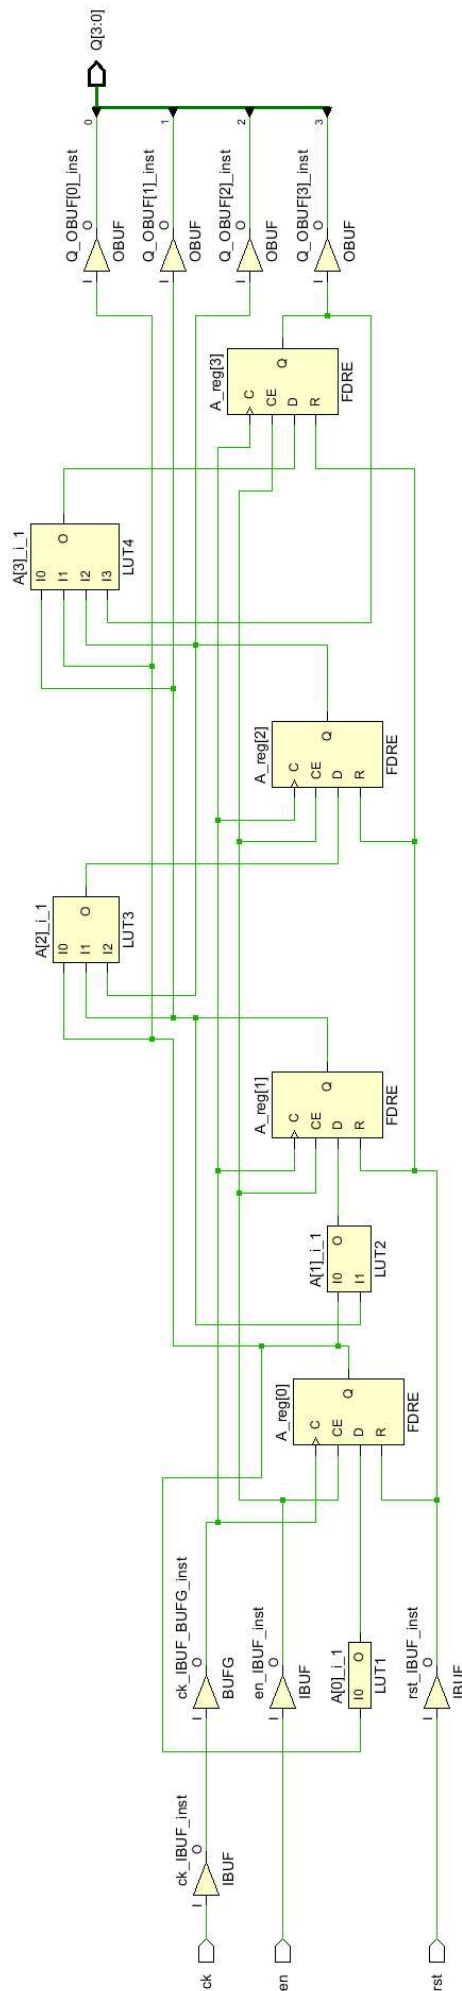 ck
I
O
ck_IBUF_inst
IBUF
I
O
ck_IBUF_BUFG_inst
BUFG
en
I
O
en_IBUF_inst
IBUF
A[0]_i_1
I0
O
LUT1
rst
I
O
rst_IBUF_inst
IBUF
A_reg[0]
C
CE
D
R
Q
FDRE
A[1]_i_1
I0
I1
O
LUT2
A_reg[1]
C
CE
D
R
Q
FDRE
A[2]_i_1
I0
I1
I2
O
LUT3
A_reg[2]
C
CE
D
R
Q
FDRE
A[3]_i_1
I0
I1
I2
I3
O
LUT4
A_reg[3]
C
CE
D
R
Q
FDRE
Q_OBUF[0]_inst
I
O
OBUF
0
Q_OBUF[1]_inst
I
O
OBUF
1
Q_OBUF[2]_inst
I
O
OBUF
2
Q_OBUF[3]_inst
I
O
OBUF
3
Q[3:0]